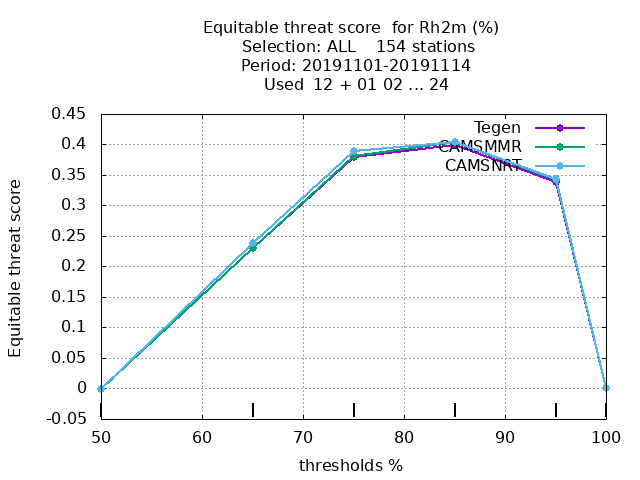 Equitable threat score  for Rh2m (%)
Selection: ALL    154 stations
Period: 20191101-20191114
Used  12 + 01 02 ... 24
0.45
0.4
0.35
0.3
0.25
0.2
0.15
0.1
0.05
0
-0.05
Equitable threat score
Tegen
CAMSMMR
CAMSNRT
50 60 70 80 90 100
thresholds %